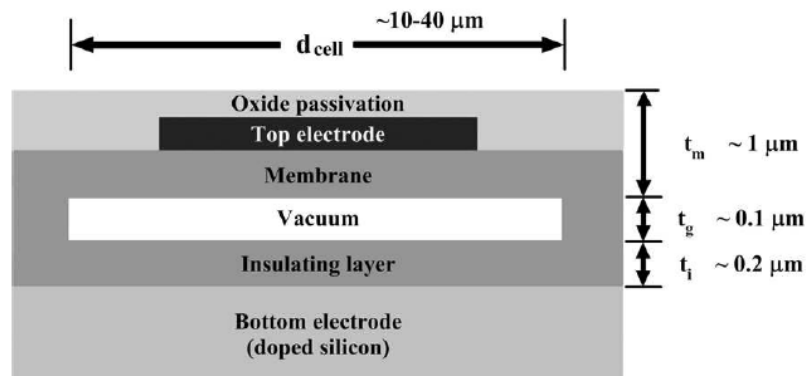 ~10-40 μm
d cell
Oxide passivation
Top electrode
Membrane
Vacuum
Insulating layer
Bottom electrode
(doped silicon)
t m ~ 1 μm
t g ~ 0.1 μm
t i ~ 0.2 μm